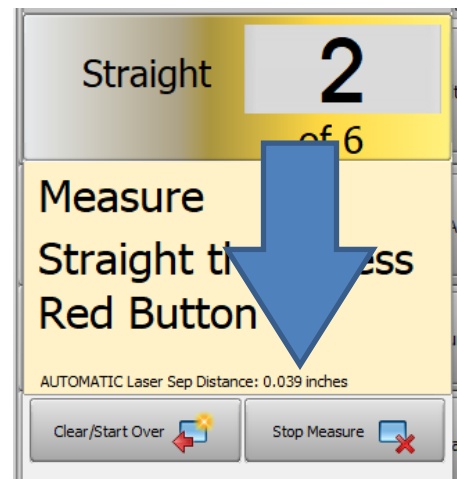 Straight 2
of 6
Measure
Straight ess
Red Button
AUTOMATIC Laser Sep Distance: 0.039 inches
Clear/Start Over Stop Measure